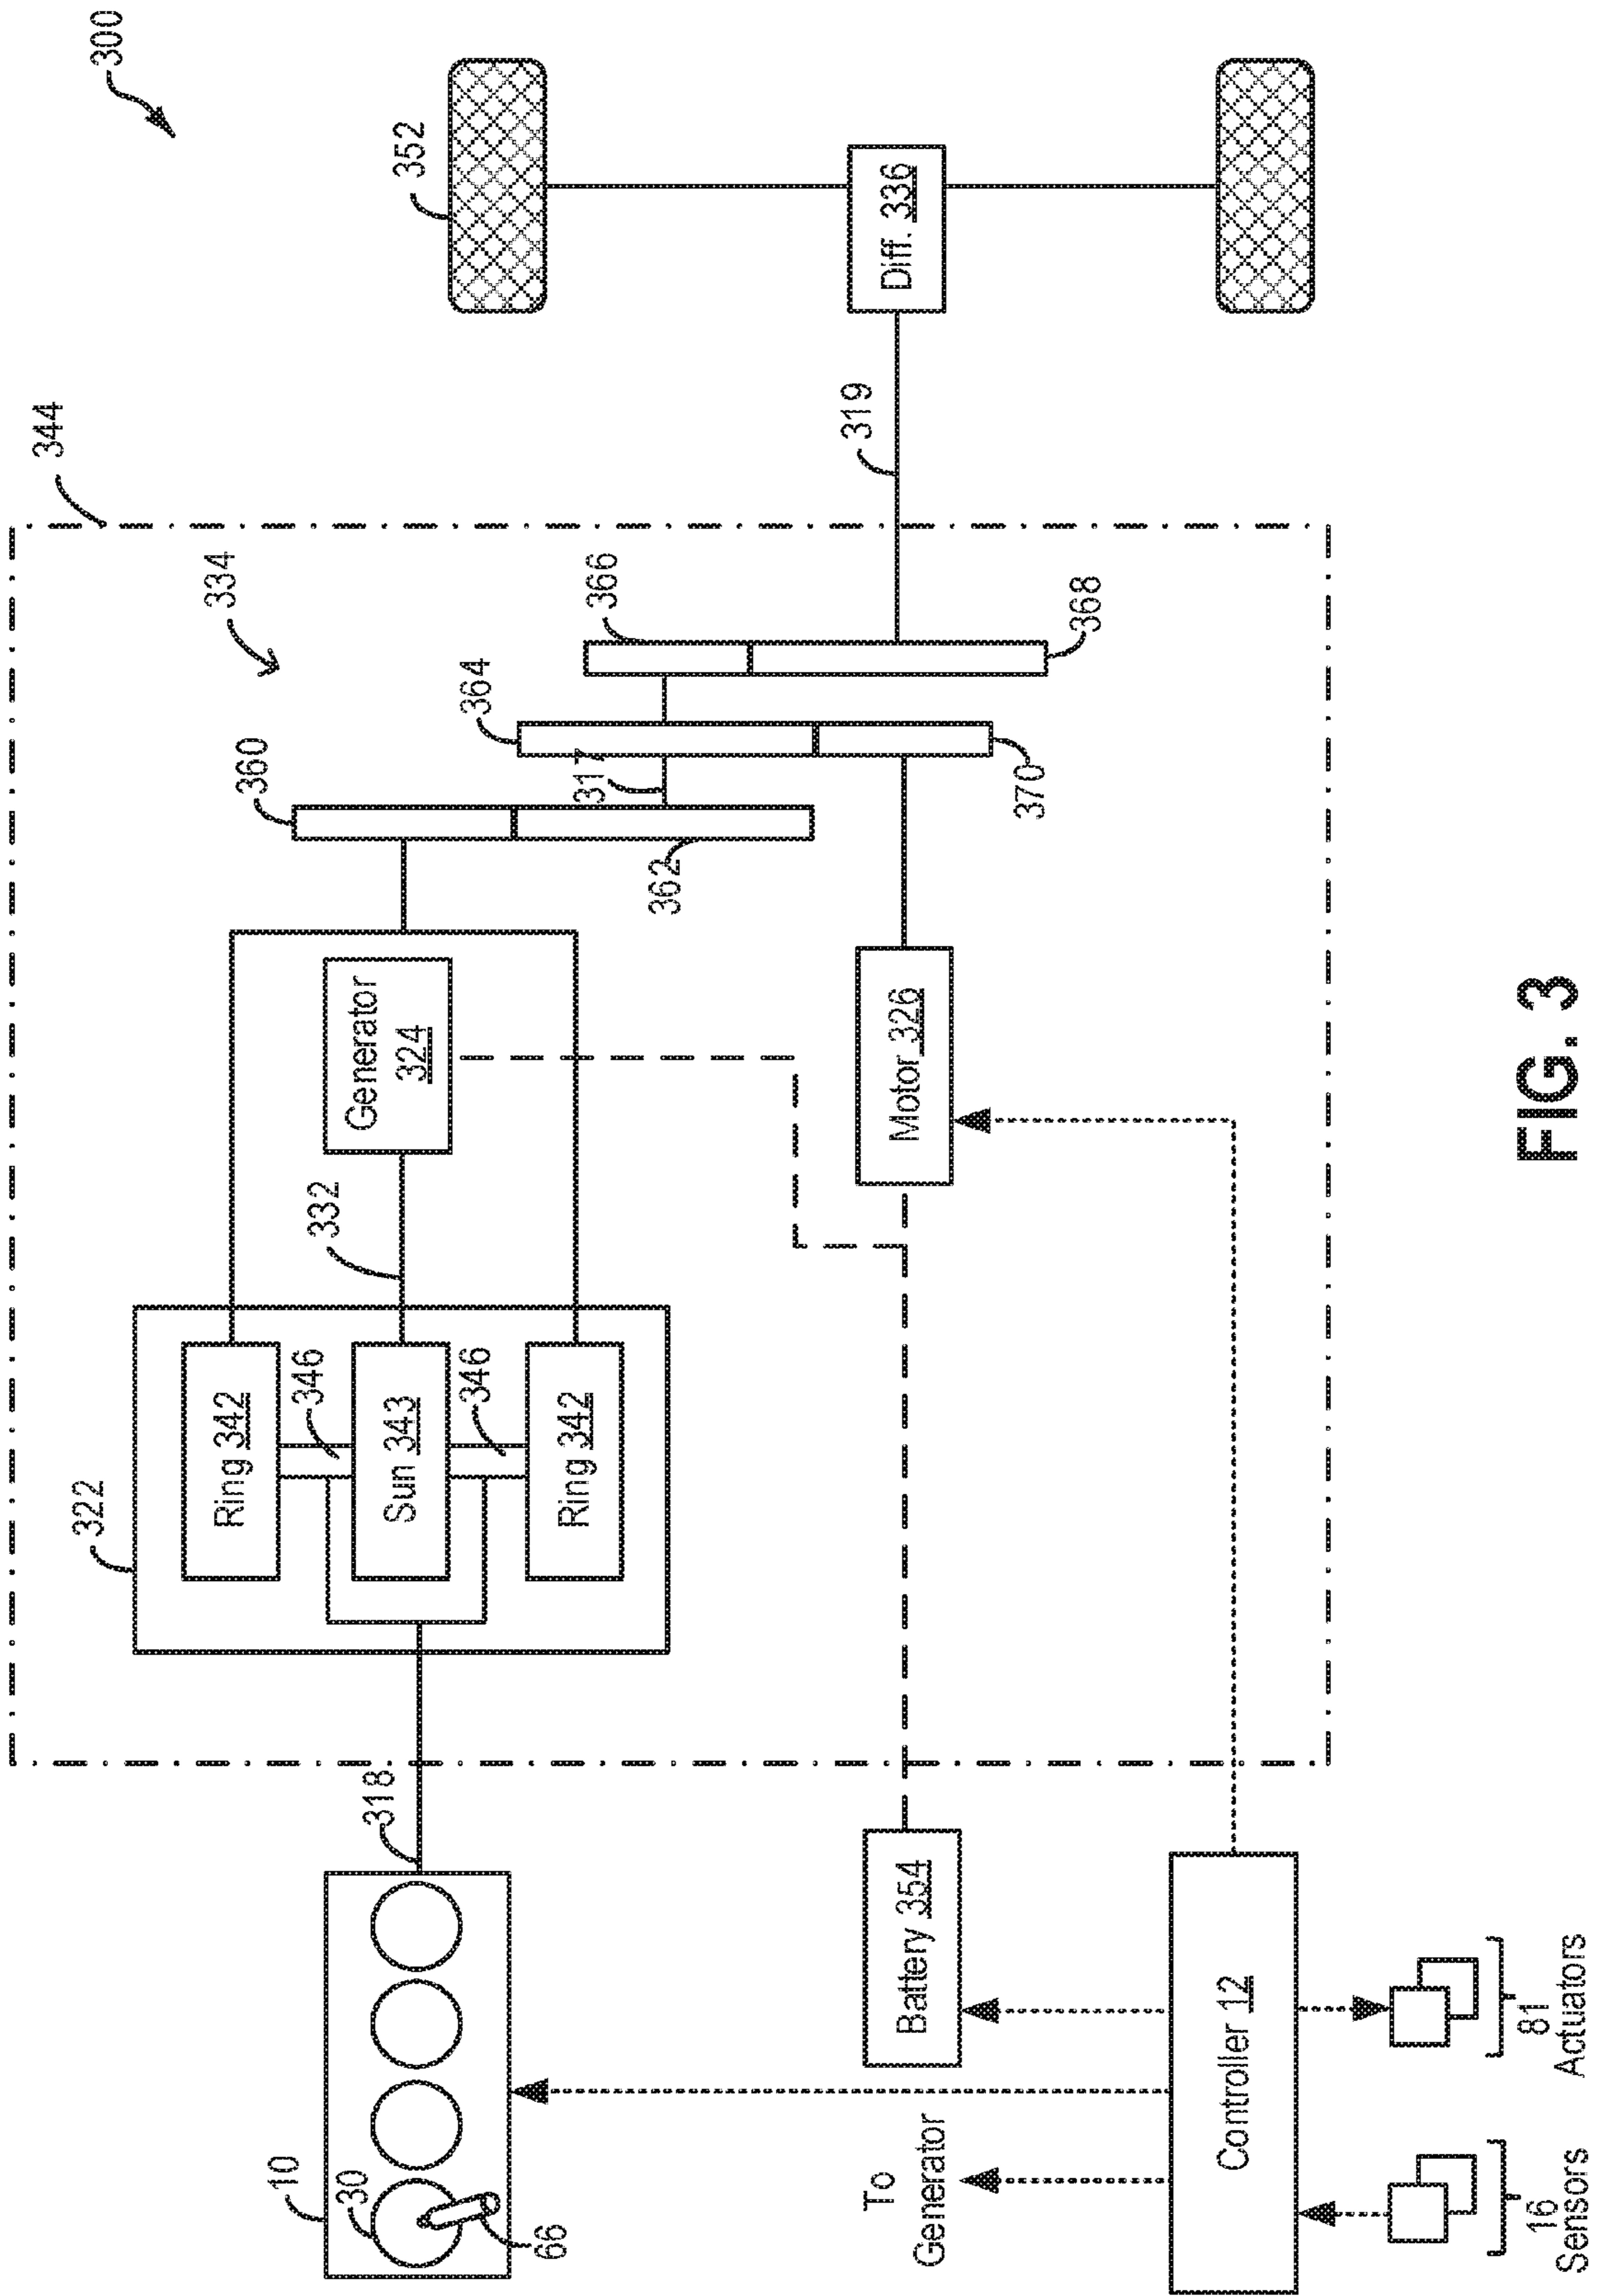 300
352
344
Diff. 336
319
334
366
368
364
360
317
370
362
Generator
324
Motor 326
332
322
Ring 342
346
Sun 343
346
Ring 342
318
10
30
66
Battery 354
To
Generator
Controller 12
16
Sensors
81
Actuators
FIG. 3